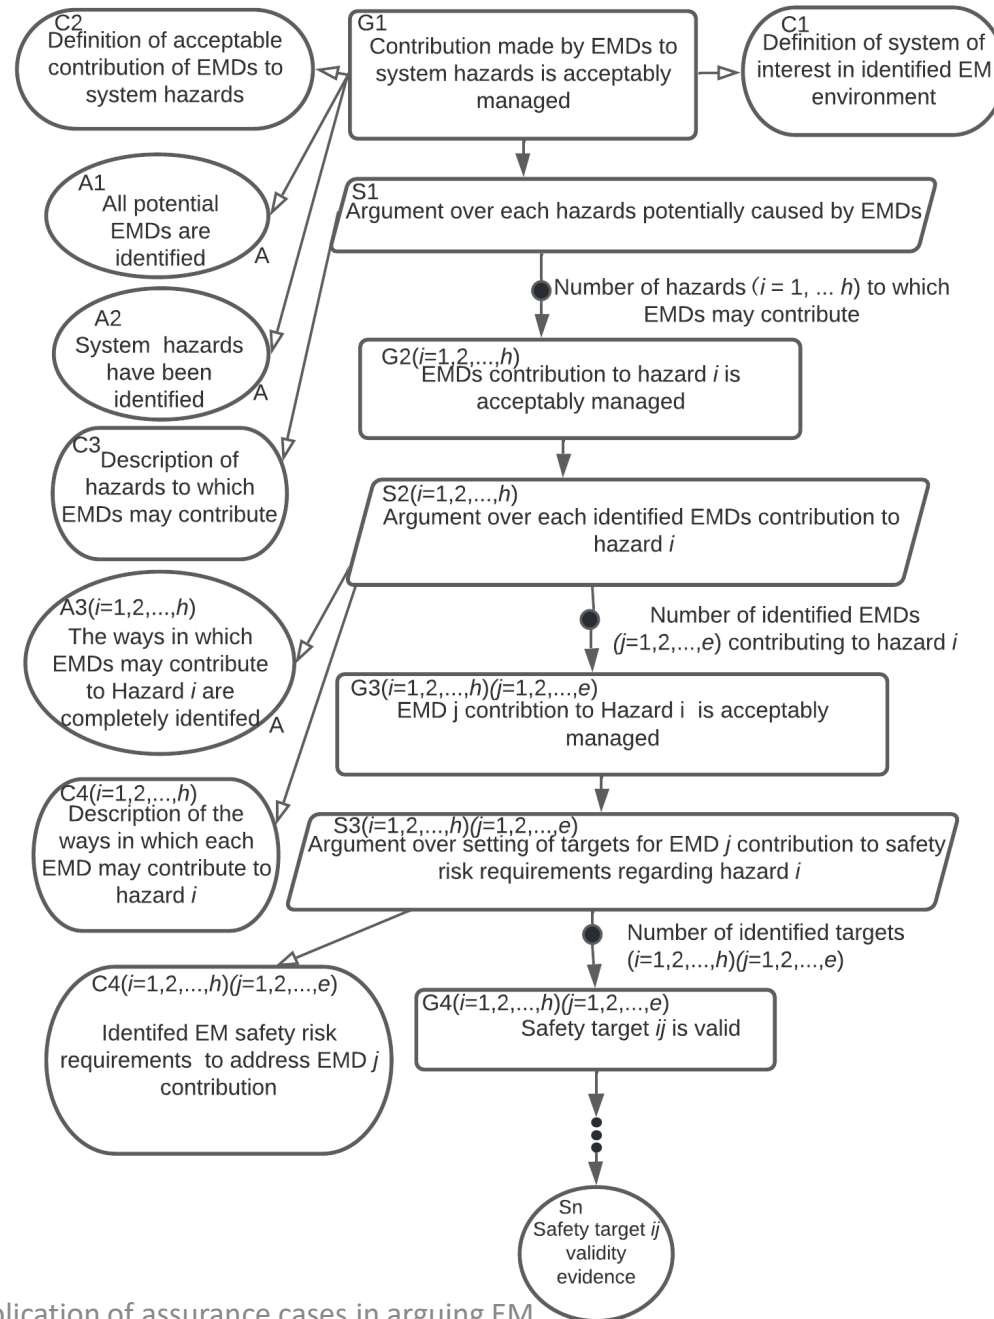 C2
Definition of acceptable
contribution of EMDs to
system hazards
G1
Contribution made by EMDs to
system hazards is acceptably
managed
C1
Definition of system of
interest in identified EM
environment
A1
All potential
EMDs are
identified
A
S1
Argument over each hazards potentially caused by EMDs
Number of hazards (i = 1, ... h) to which
EMDs may contribute
A2
System hazards
have been
identified
A
G2(i=1,2,...,h)
EMDs contribution to hazard i is
acceptably managed
C3
Description of
hazards to which
EMDs may contribute
S2(i=1,2,...,h)
Argument over each identified EMDs contribution to
hazard i
A3(i=1,2,...,h)
The ways in which
EMDs may contribute
to Hazard i are
completely identifed
A
Number of identified EMDs
(j=1,2,...,e) contributing to hazard i
G3(i=1,2,...,h)(j=1,2,...,e)
EMD j contribtion to Hazard i is acceptably
managed
C4(i=1,2,...,h)
Description of the
ways in which each
EMD may contribute to
hazard i
S3(i=1,2,...,h)(j=1,2,...,e)
Argument over setting of targets for EMD j contribution to safety
risk requirements regarding hazard i
Number of identified targets
(i=1,2,...,h)(j=1,2,...,e)
C4(i=1,2,...,h)(j=1,2,...,e)
Identifed EM safety risk
requirements to address EMD j
contribution
G4(i=1,2,...,h)(j=1,2,...,e)
Safety target ij is valid
Sn
Safety target ij
validity
evidence
plication of assurance cases in arguing EM